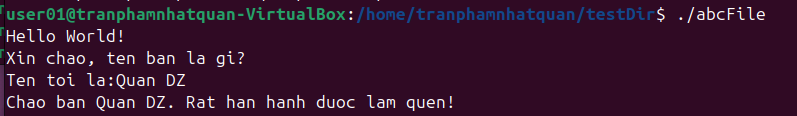 user01@tranphamnhatquan-VirtualBox:/home/tranphamnhatquan/testDir$ ./abcFile
Hello World!
Xin chao, ten ban la gi?
Ten toi la:Quan DZ
Chao ban Quan DZ. Rat han hanh duoc lam quen!